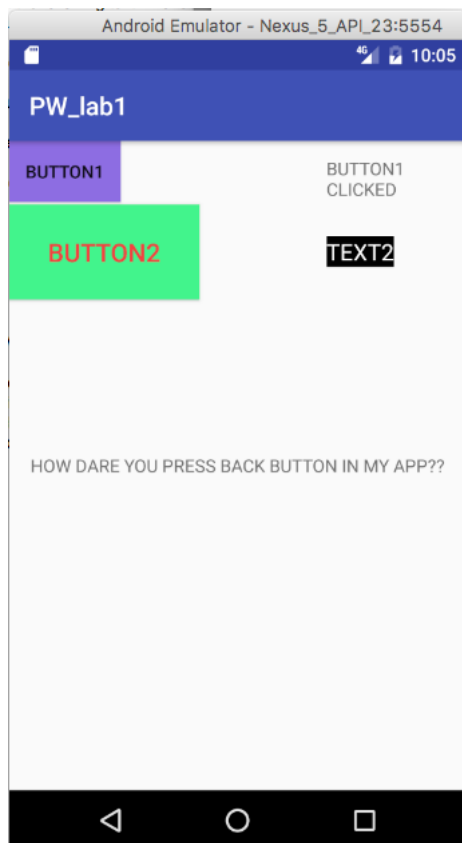 Android Emulator - Nexus_5_API_23:5554
4G 10:05
PW_lab1
BUTTON1
BUTTON1
CLICKED
BUTTON2
TEXT2
HOW DARE YOU PRESS BACK BUTTON IN MY APP??